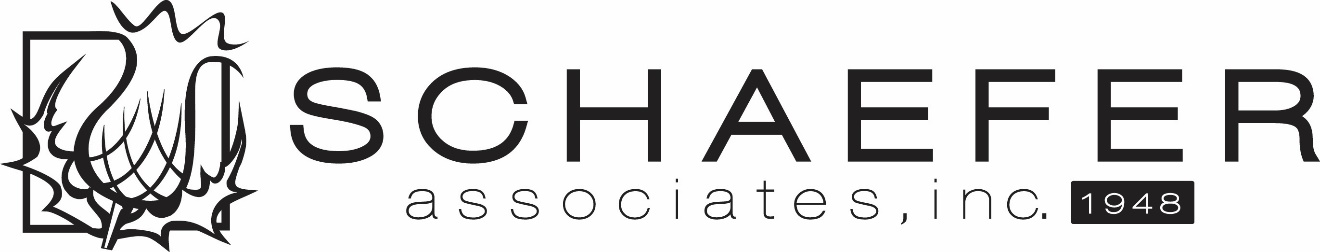 SCHAEFER
associates, inc. 1948